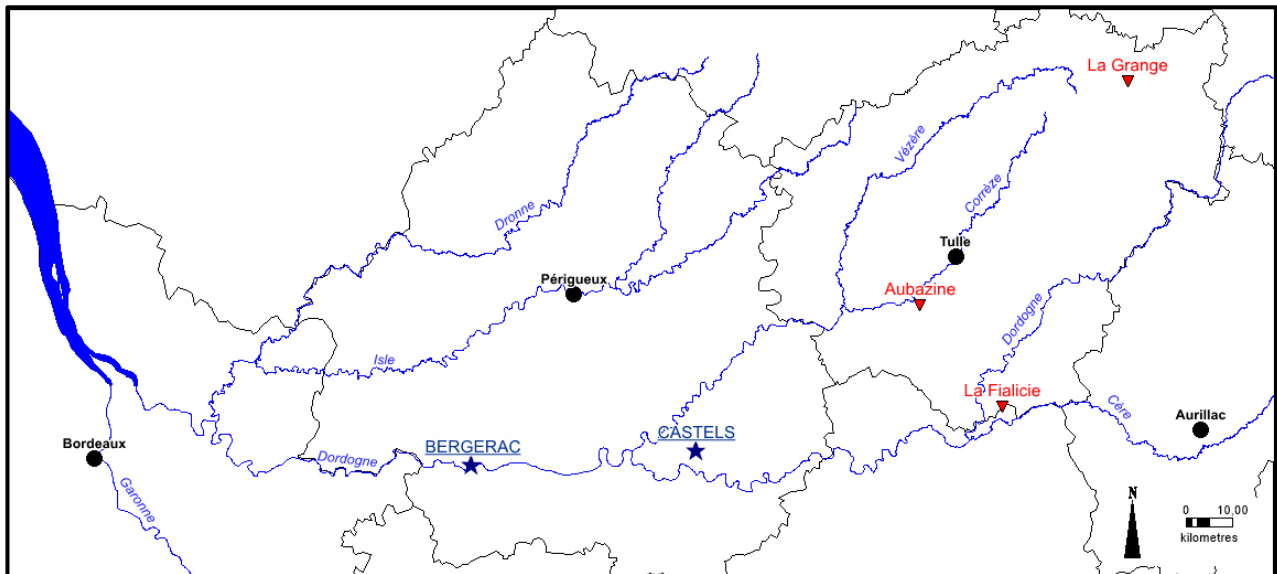 La Grange
Vézère
Corrèze
Dronne
Tulle
Périgueux
Aubazine
Dordogne
Isle
La Fialicie
Cère
Aurillac
CASTELS
Bordeaux
BERGERAC
Dordogne
Garonne
N
0 10,00
kilometres